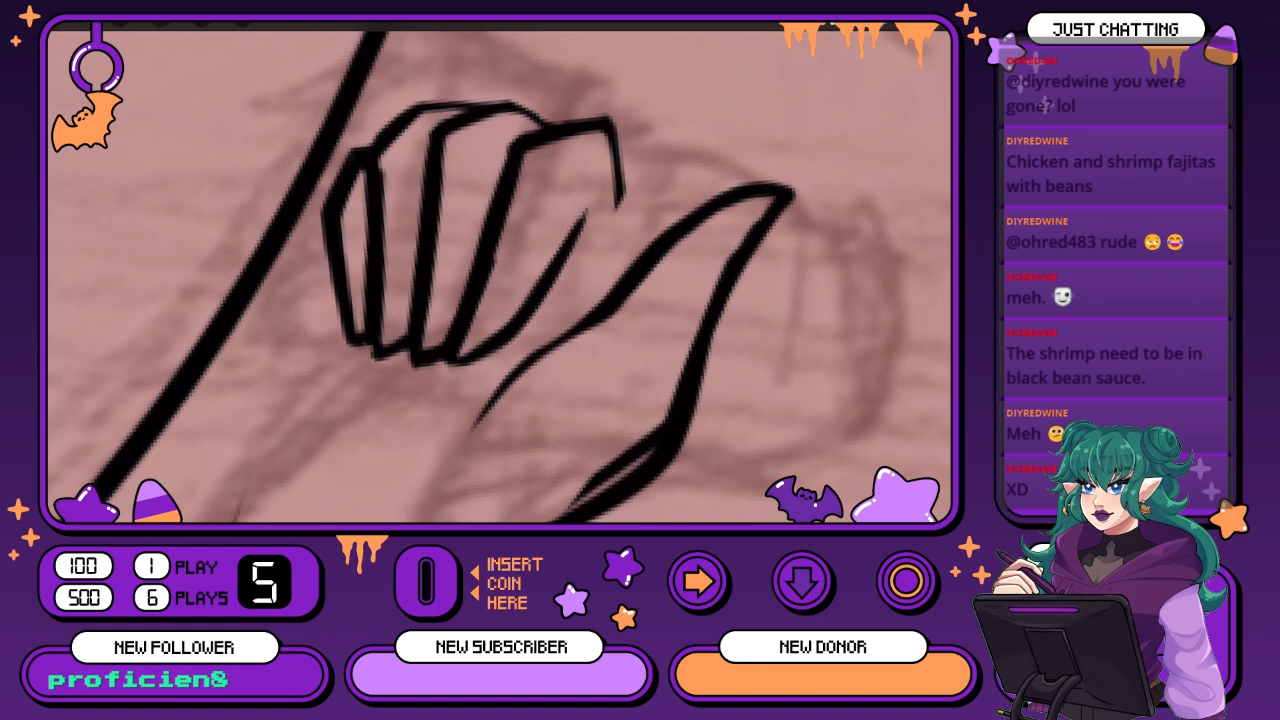 JUST CHATTING
@diyredwine you were
gone? lol
DIYREDWINE
Chicken and shrimp fajitas
with beans
DIYREDWINE
@ohred483 rude
meh.
The shrimp need to be in
black bean sauce.
DIYREDWINE
Meh
XD
100
1 PLAY
500
6 PLAYS
5
INSERT
COIN
HERE
NEW FOLLOWER
proficien&
NEW SUBSCRIBER
NEW DONOR